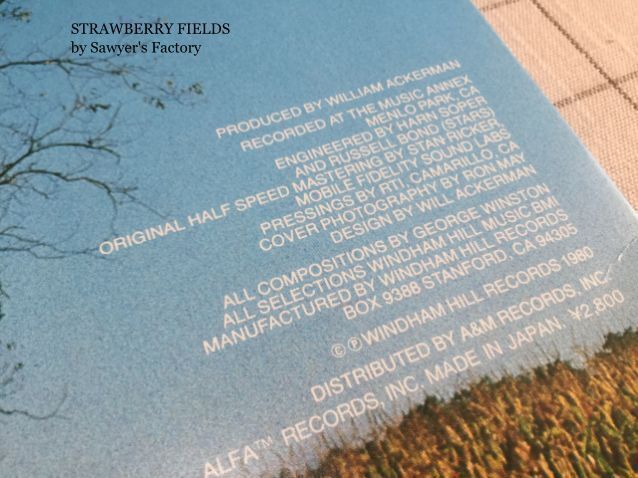 STRAWBERRY FIELDS
by Sawyer's Factory
PRODUCED BY WILLIAM ACKERMAN
RECORDED AT THE MUSIC ANNEX
MENLO PARK, CA
ENGINEERED BY HARN SOPER
AND RUSSELL BOND (STARS)
ORIGINAL HALF SPEED MASTERING BY STAN RICKER,
MOBILE FIDELITY SOUND LABS
PRESSINGS BY RTI, CAMARILLO, CA
COVER PHOTOGRAPHY BY RON MAY
DESIGN BY WILL ACKERMAN
ALL COMPOSITIONS BY GEORGE WINSTON
ALL SELECTIONS WINDHAM HILL MUSIC BMI
MANUFACTURED BY WINDHAM HILL RECORDS
BOX 9388 STANFORD, CA 94305
© ℗ WINDHAM HILL RECORDS 1980
DISTRIBUTED BY A&M RECORDS, INC.
ALFA™ RECORDS, INC. MADE IN JAPAN. ¥2,800